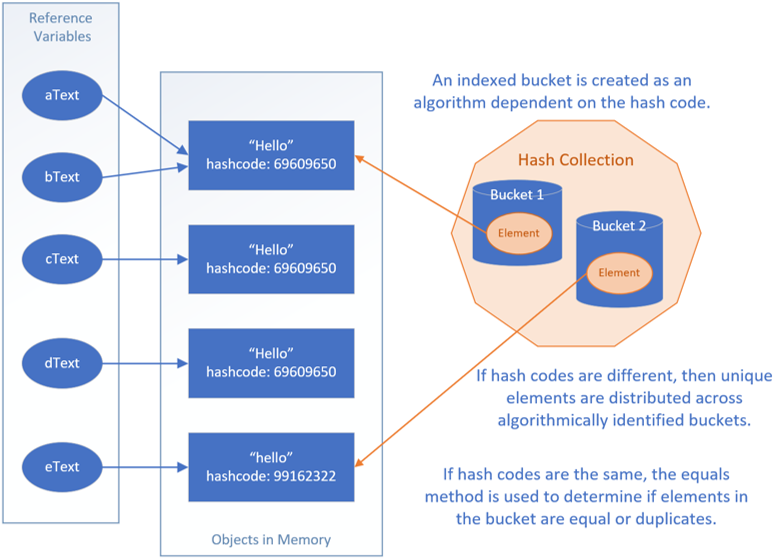 Reference
Variables
aText
bText
cText
dText
eText
"Hello"
hashcode: 69609650
"Hello"
hashcode: 69609650
"Hello"
hashcode: 69609650
"hello"
hashcode: 99162322
Objects in Memory
An indexed bucket is created as an
algorithm dependent on the hash code.
Hash Collection
Bucket 1
Element
Bucket 2
Element
If hash codes are different, then unique
elements are distributed across
algorithmically identified buckets.
If hash codes are the same, the equals
method is used to determine if elements in
the bucket are equal or duplicates.